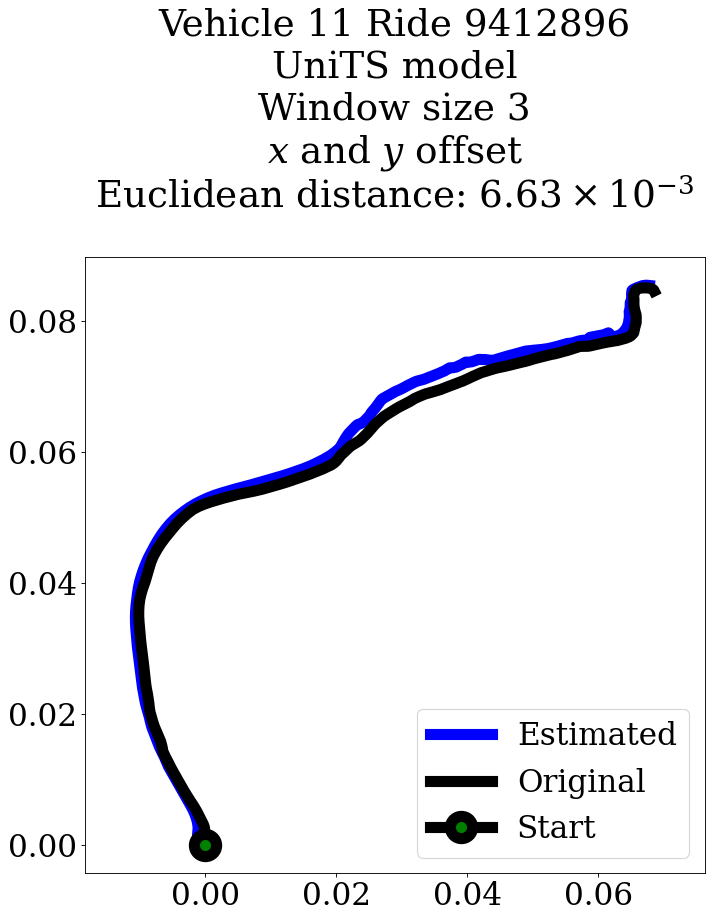 Vehicle 11 Ride 9412896
UniTS model
Window size 3
x and y offset
Euclidean distance: 6.63 × 10⁻³
0.08
0.06
0.04
0.02
0.00
0.00 0.02 0.04 0.06
Estimated
Original
Start